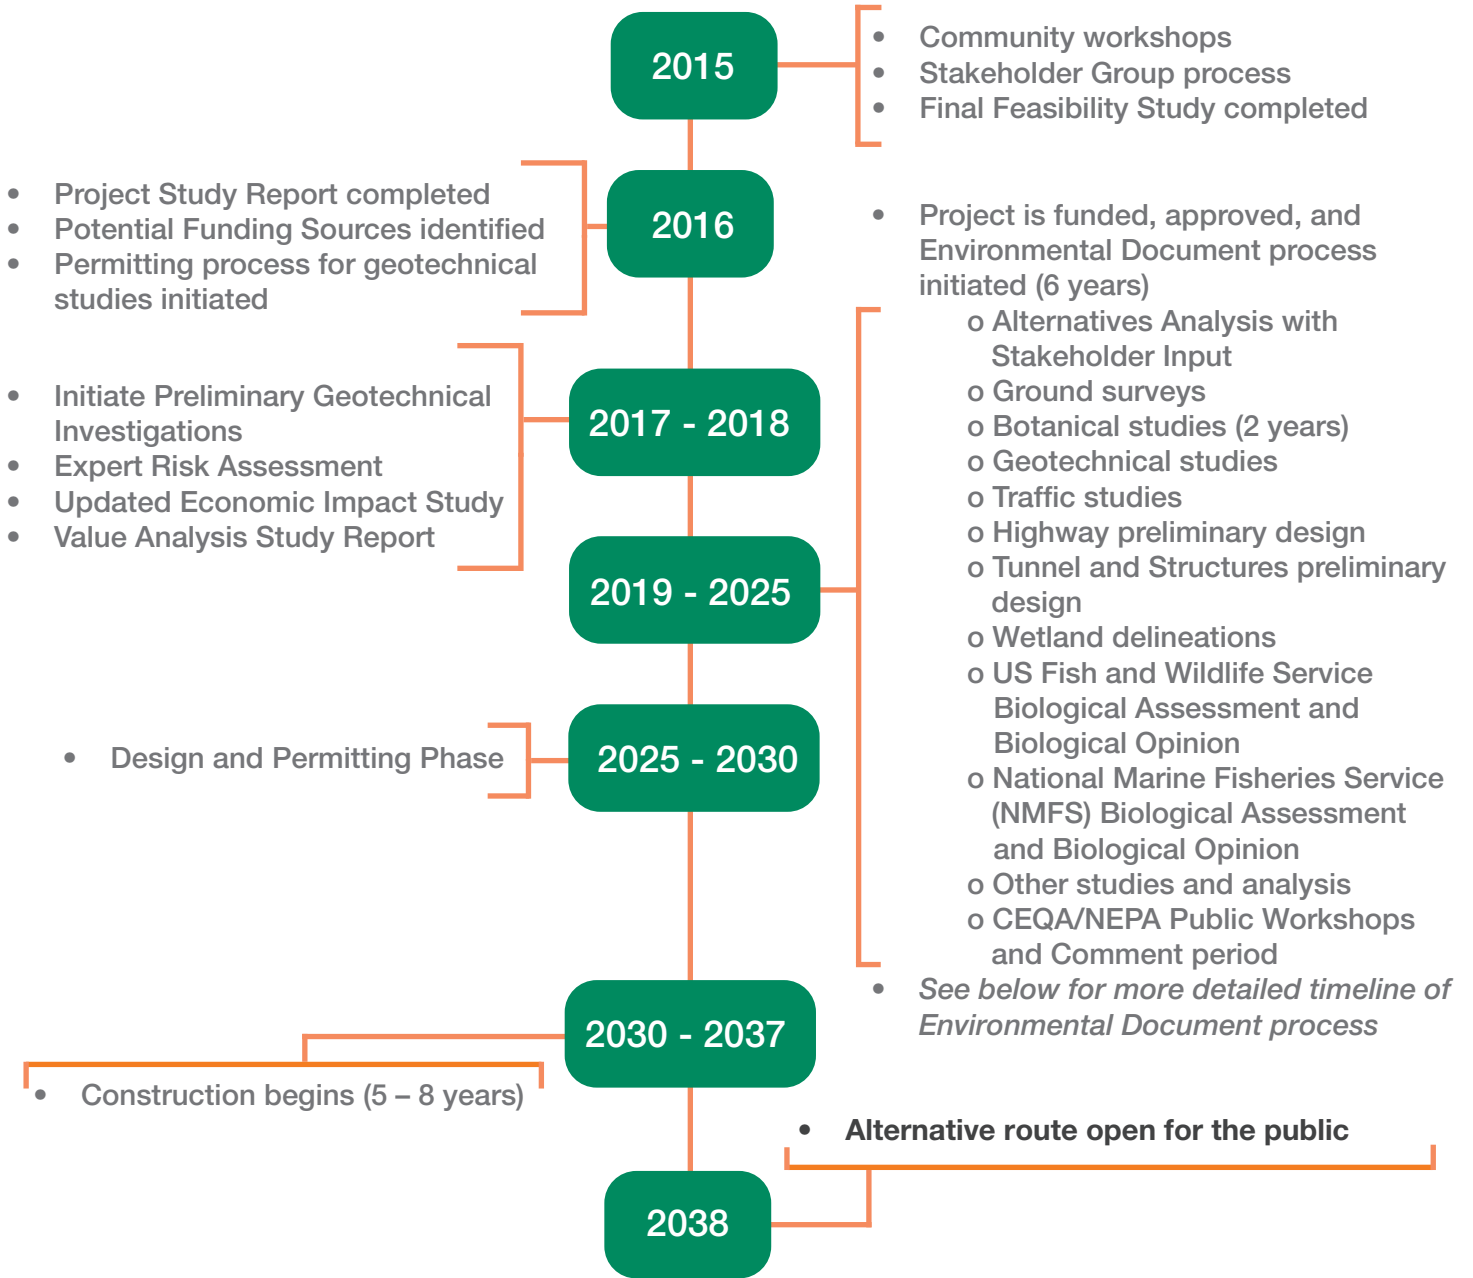 2015
• Community workshops
• Stakeholder Group process
• Final Feasibility Study completed
• Project Study Report completed
• Potential Funding Sources identified
• Permitting process for geotechnical
studies initiated
2016
• Initiate Preliminary Geotechnical
Investigations
• Expert Risk Assessment
• Updated Economic Impact Study
• Value Analysis Study Report
2017 - 2018
2019 - 2025
• Project is funded, approved, and
Environmental Document process
initiated (6 years)
o Alternatives Analysis with
Stakeholder Input
o Ground surveys
o Botanical studies (2 years)
o Geotechnical studies
o Traffic studies
o Highway preliminary design
o Tunnel and Structures preliminary
design
o Wetland delineations
o US Fish and Wildlife Service
Biological Assessment and
Biological Opinion
o National Marine Fisheries Service
(NMFS) Biological Assessment
and Biological Opinion
o Other studies and analysis
o CEQA/NEPA Public Workshops
and Comment period
• See below for more detailed timeline of
Environmental Document process
• Design and Permitting Phase
2025 - 2030
2030 - 2037
• Construction begins (5 – 8 years)
• Alternative route open for the public
2038